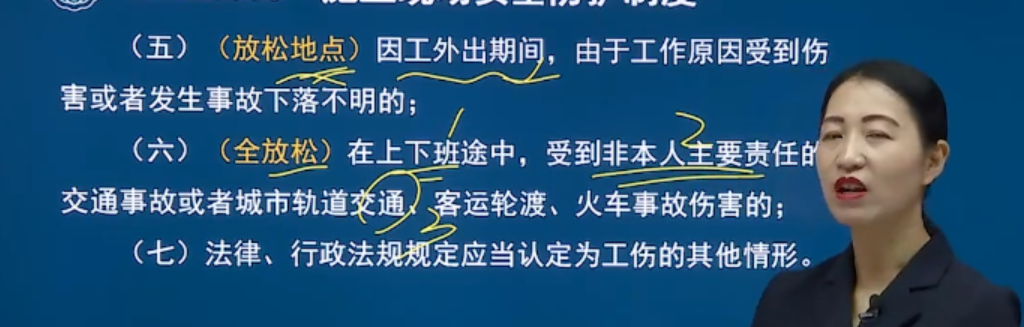 （五）（放松地点）因工外出期间，由于工作原因受到伤
害或者发生事故下落不明的；
（六）（全放松）在上下班途中，受到非本人主要责任的
交通事故或者城市轨道交通、客运轮渡、火车事故伤害的；
（七）法律、行政法规规定应当认定为工伤的其他情形。
1
2
3